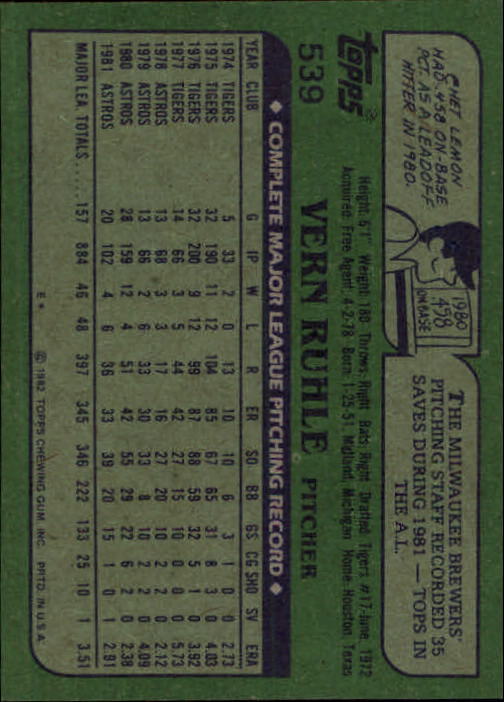 CHET LEMON
HAD .458 ON-BASE
PCT. AS A LEADOFF
HITTER IN 1980.
1980
.458
ON BASE
THE MILWAUKEE BREWERS'
PITCHING STAFF RECORDED 35
SAVES DURING 1981 — TOPS IN
THE A.L.
topps®
539
VERN RUHLE PITCHER
Height: 6'1" Weight: 188 Throws: Right Bats: Right Drafted: Tigers #17-June, 1972
Acquired: Free Agent, 4-2-78 Born: 1-25-51, Midland, Michigan Home: Houston, Texas
◆ COMPLETE MAJOR LEAGUE PITCHING RECORD ◆
YEAR CLUB G IP W L R ER SO BB GS CG SHO SV ERA
1974 TIGERS 5 33 2 0 13 10 10 6 3 1 0 0 2.73
1975 TIGERS 32 190 11 12 104 85 67 65 31 8 3 0 4.03
1976 TIGERS 32 200 9 12 99 87 88 59 32 5 1 0 3.92
1977 TIGERS 14 66 3 5 44 42 27 15 10 0 0 0 5.73
1978 ASTROS 13 68 3 3 17 16 27 20 10 2 2 0 2.12
1979 ASTROS 13 66 2 6 33 30 33 8 10 2 2 0 4.09
1980 ASTROS 28 159 12 4 51 42 55 29 22 6 2 0 2.38
1981 ASTROS 20 102 4 6 36 33 39 20 15 1 0 1 2.91
MAJOR LEA. TOTALS..... 157 884 46 48 397 345 346 222 133 25 10 1 3.51
E* © 1982 TOPPS CHEWING GUM, INC. PRTD. IN U.S.A.